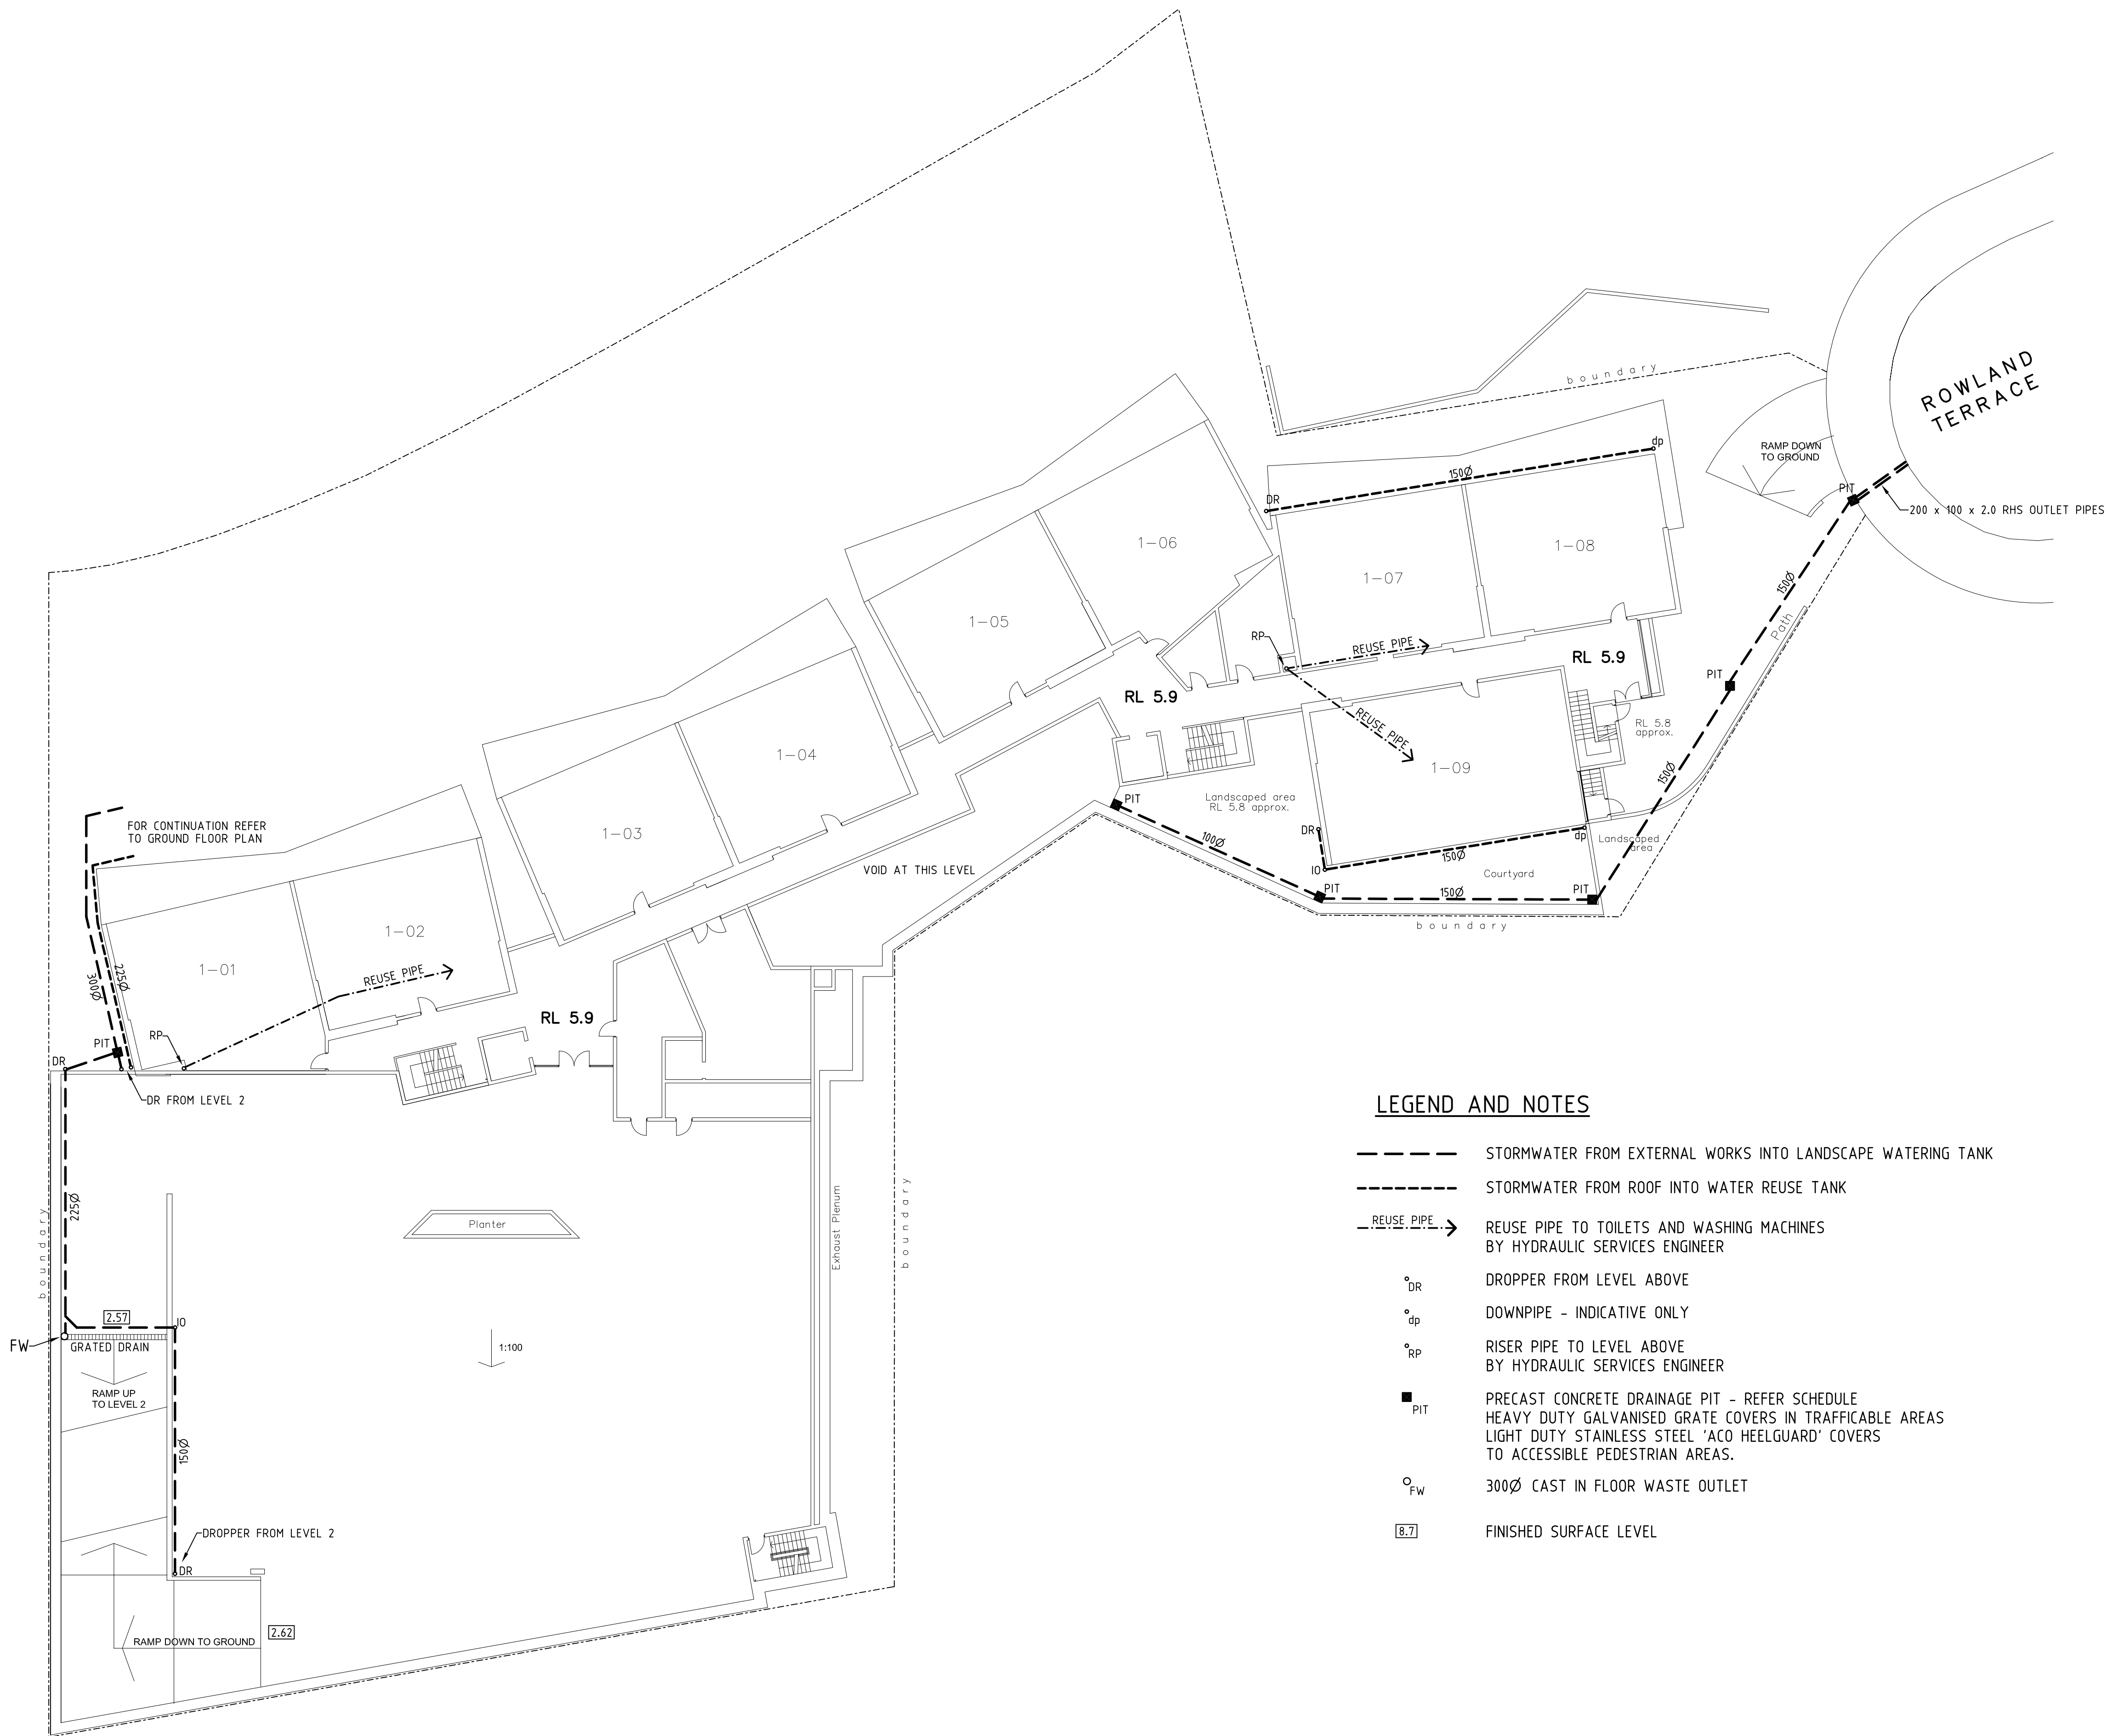 ROWLAND
TERRACE
boundary
RAMP DOWN
TO GROUND
PIT
200 x 100 x 2.0 RHS OUTLET PIPES
dp
150Ø
DR
1-06
1-08
1-07
1-05
150Ø
Path
RP
REUSE PIPE
RL 5.9
PIT
RL 5.9
REUSE PIPE
RL 5.8
approx.
1-04
1-09
150Ø
PIT
Landscaped area
RL 5.8 approx.
FOR CONTINUATION REFER
TO GROUND FLOOR PLAN
1-03
DR
100Ø
dp
Landscaped
area
150Ø
VOID AT THIS LEVEL
IO
Courtyard
PIT
150Ø
PIT
boundary
1-02
1-01
225Ø
300Ø
REUSE PIPE
RL 5.9
RP
PIT
DR
DR FROM LEVEL 2
225Ø
boundary
Planter
Exhaust Plenum
boundary
2.57
IO
FW
GRATED DRAIN
1:100
RAMP UP
TO LEVEL 2
150Ø
DROPPER FROM LEVEL 2
DR
2.62
RAMP DOWN TO GROUND
LEGEND AND NOTES
STORMWATER FROM EXTERNAL WORKS INTO LANDSCAPE WATERING TANK
STORMWATER FROM ROOF INTO WATER REUSE TANK
REUSE PIPE
REUSE PIPE TO TOILETS AND WASHING MACHINES
BY HYDRAULIC SERVICES ENGINEER
DR
DROPPER FROM LEVEL ABOVE
dp
DOWNPIPE - INDICATIVE ONLY
RP
RISER PIPE TO LEVEL ABOVE
BY HYDRAULIC SERVICES ENGINEER
PIT
PRECAST CONCRETE DRAINAGE PIT - REFER SCHEDULE
HEAVY DUTY GALVANISED GRATE COVERS IN TRAFFICABLE AREAS
LIGHT DUTY STAINLESS STEEL 'ACO HEELGUARD' COVERS
TO ACCESSIBLE PEDESTRIAN AREAS.
FW
300Ø CAST IN FLOOR WASTE OUTLET
8.7
FINISHED SURFACE LEVEL